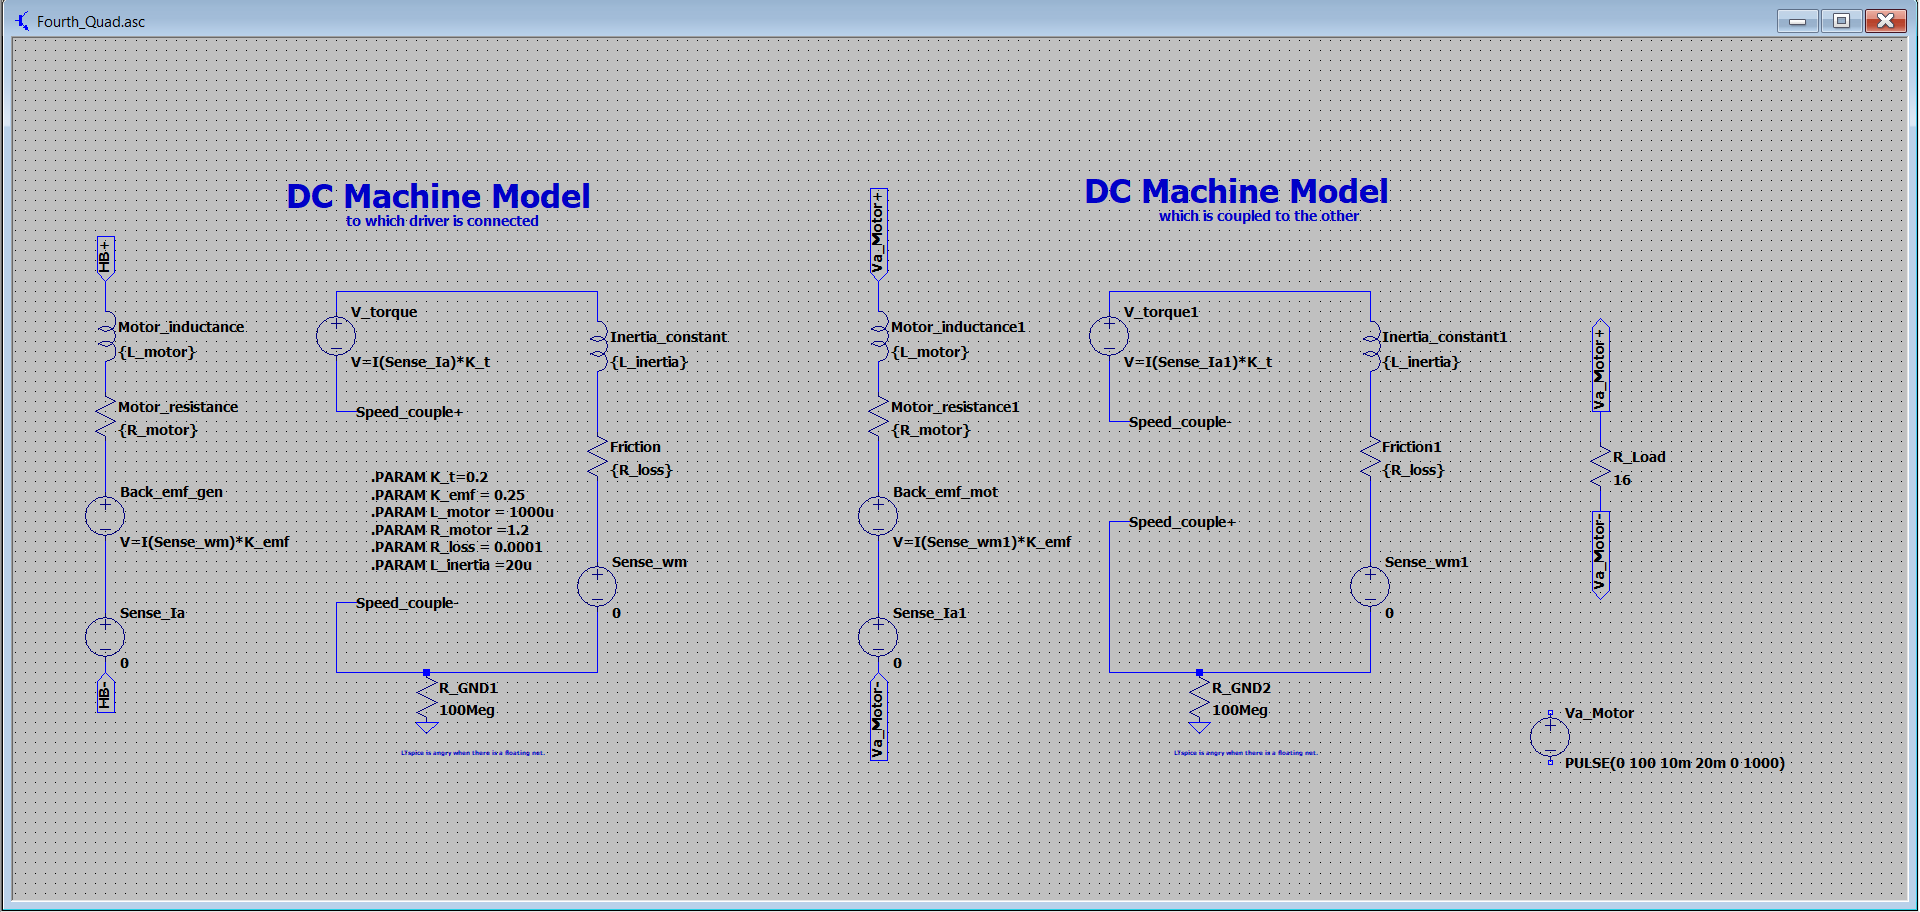 Fourth_Quad.asc
DC Machine Model
to which driver is connected
HB+
Motor_inductance
{L_motor}
Motor_resistance
{R_motor}
Back_emf_gen
V=I(Sense_wm)*K_emf
Sense_Ia
0
HB-
V_torque
V=I(Sense_Ia)*K_t
Speed_couple+
Inertia_constant
{L_inertia}
Friction
{R_loss}
.PARAM K_t=0.2
.PARAM K_emf = 0.25
.PARAM L_motor = 1000u
.PARAM R_motor =1.2
.PARAM R_loss = 0.0001
.PARAM L_inertia =20u
Sense_wm
0
Speed_couple-
R_GND1
100Meg
LTspice is angry when there is a floating net.
DC Machine Model
which is coupled to the other
Va_Motor+
Motor_inductance1
{L_motor}
Motor_resistance1
{R_motor}
Back_emf_mot
V=I(Sense_wm1)*K_emf
Sense_Ia1
0
Va_Motor-
V_torque1
V=I(Sense_Ia1)*K_t
Speed_couple-
Inertia_constant1
{L_inertia}
Friction1
{R_loss}
Speed_couple+
Sense_wm1
0
R_GND2
100Meg
LTspice is angry when there is a floating net.
Va_Motor+
R_Load
16
Va_Motor-
Va_Motor
PULSE(0 100 10m 20m 0 1000)